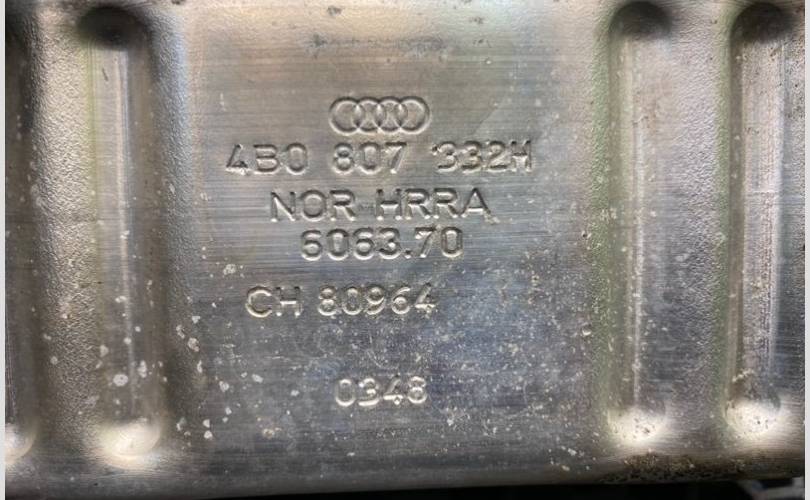 4B0 807 332H
NOR-HRRA
6063.70
CH 80964
0348